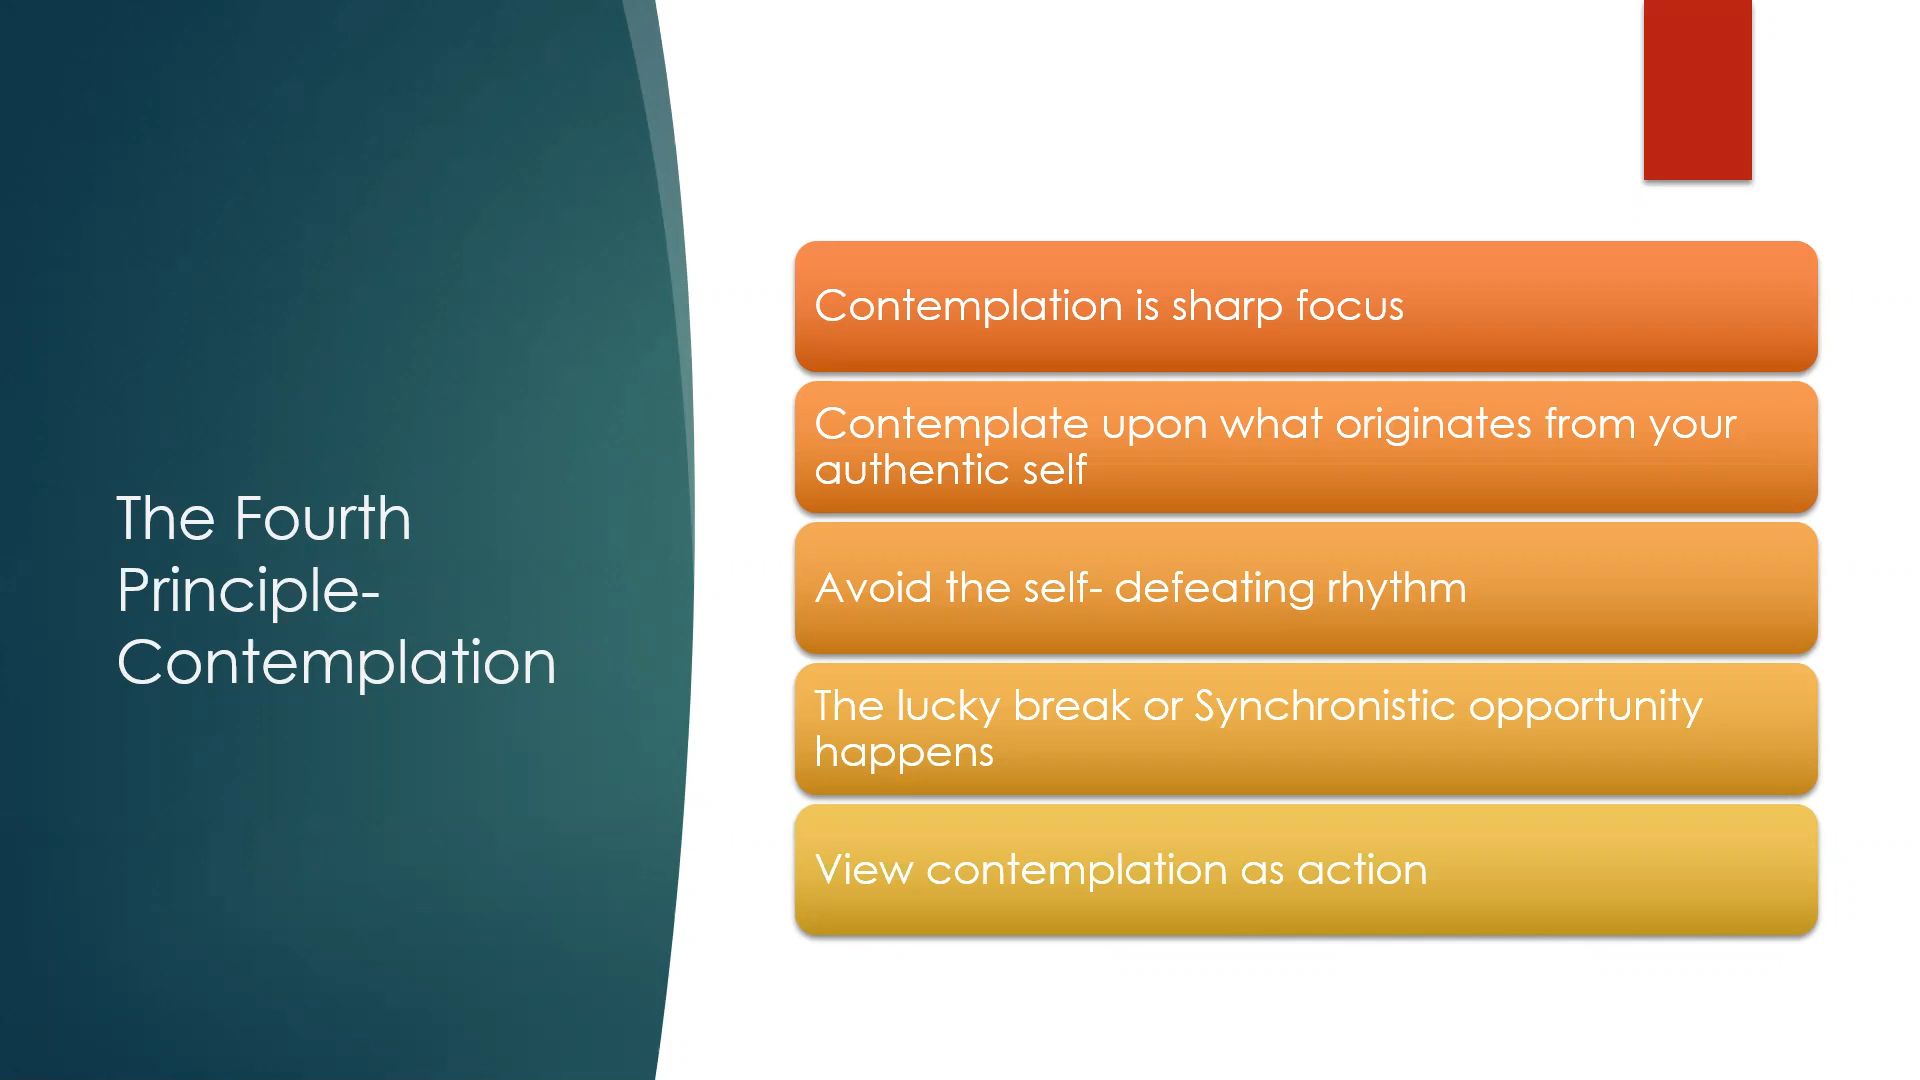 The Fourth
Principle-
Contemplation
Contemplation is sharp focus
Contemplate upon what originates from your
authentic self
Avoid the self- defeating rhythm
The lucky break or Synchronistic opportunity
happens
View contemplation as action